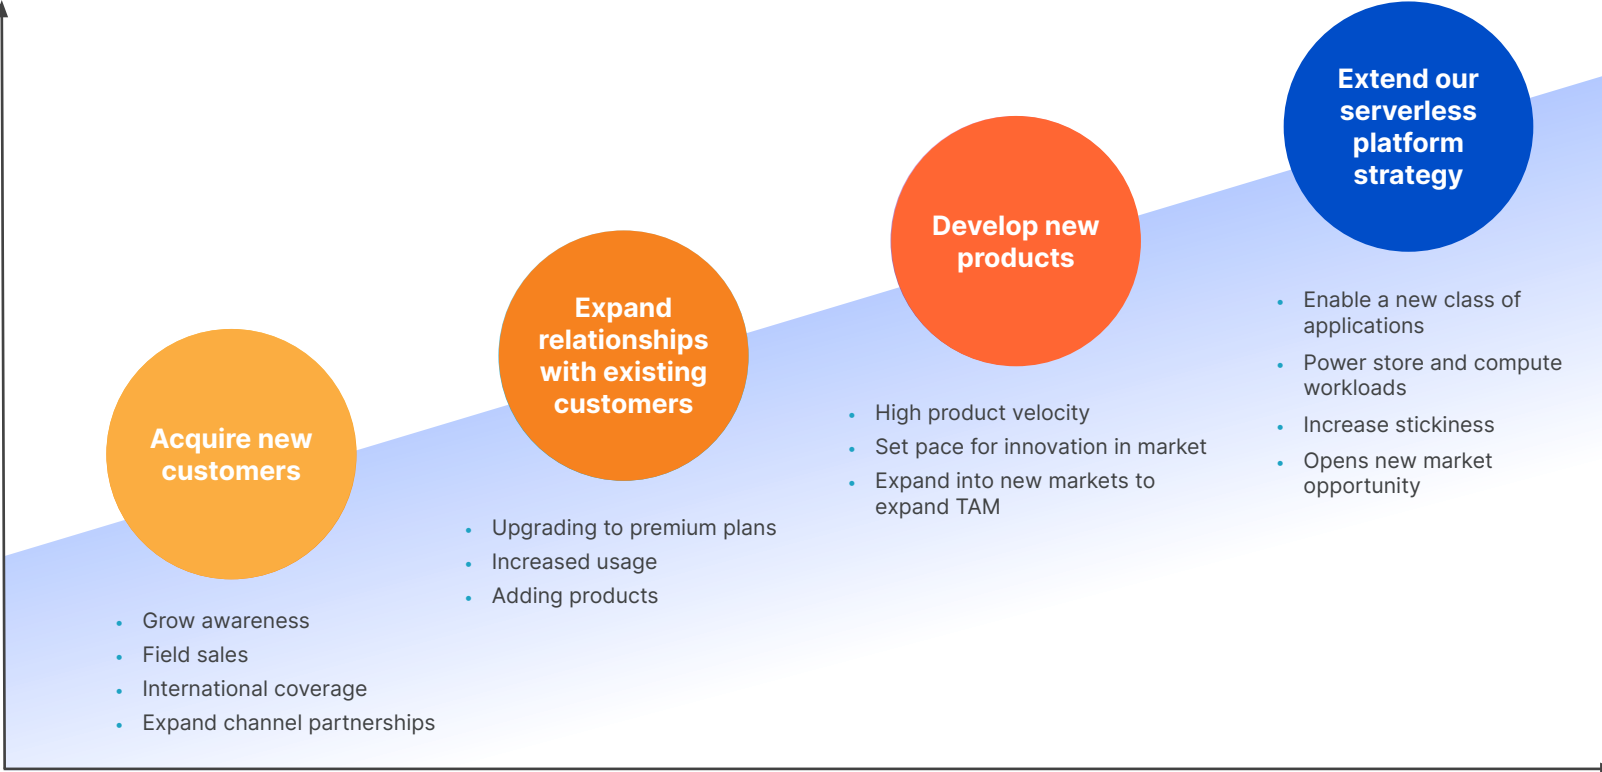 Acquire new
customers
• Grow awareness
• Field sales
• International coverage
• Expand channel partnerships
Expand
relationships
with existing
customers
• Upgrading to premium plans
• Increased usage
• Adding products
Develop new
products
• High product velocity
• Set pace for innovation in market
• Expand into new markets to
expand TAM
Extend our
serverless
platform
strategy
• Enable a new class of
applications
• Power store and compute
workloads
• Increase stickiness
• Opens new market
opportunity